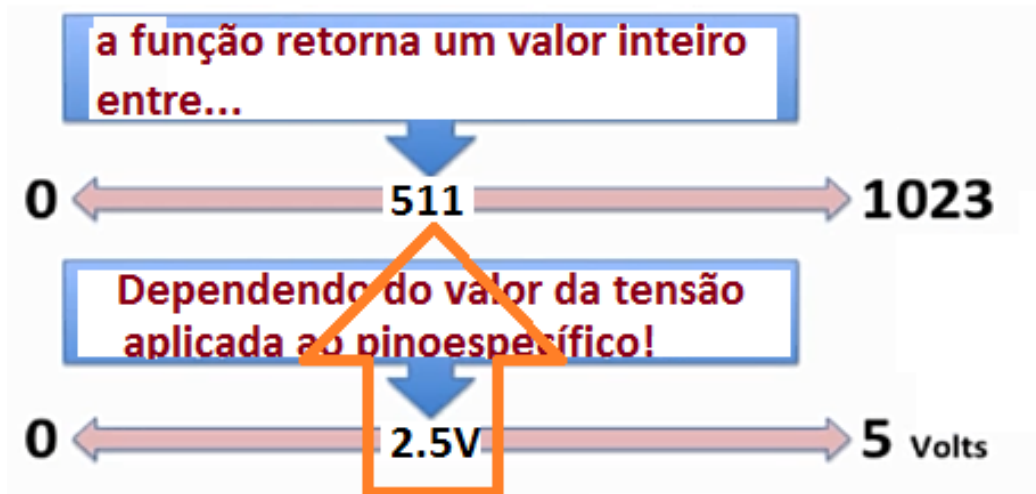 a função retorna um valor inteiro
entre...
0 511 1023
Dependendo do valor da tensão
aplicada ao pinoespecífico!
0 2.5V 5 Volts